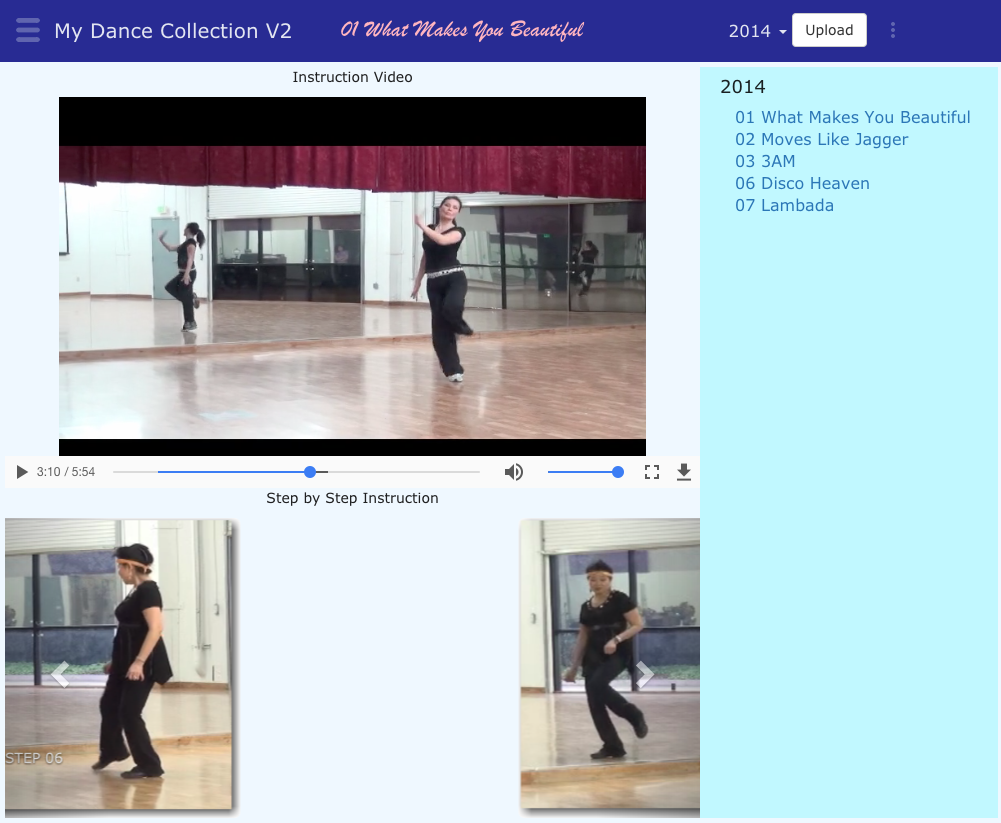 My Dance Collection V2
01 What Makes You Beautiful
2014
Upload
Instruction Video
3:10 / 5:54
Step by Step Instruction
STEP 06
2014
01 What Makes You Beautiful
02 Moves Like Jagger
03 3AM
06 Disco Heaven
07 Lambada